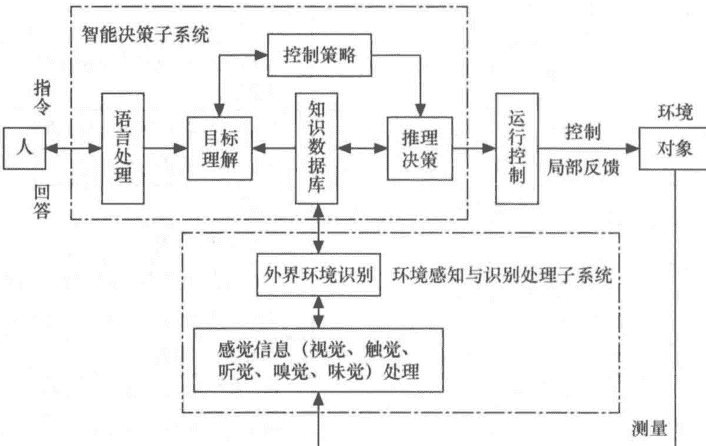 智能决策子系统
控制策略
指令
人
回答
语言处理
目标
理解
知识数据库
推理
决策
运行控制
控制
局部反馈
环境
对象
外界环境识别
环境感知与识别处理子系统
感觉信息（视觉、触觉、
听觉、嗅觉、味觉）处理
测量